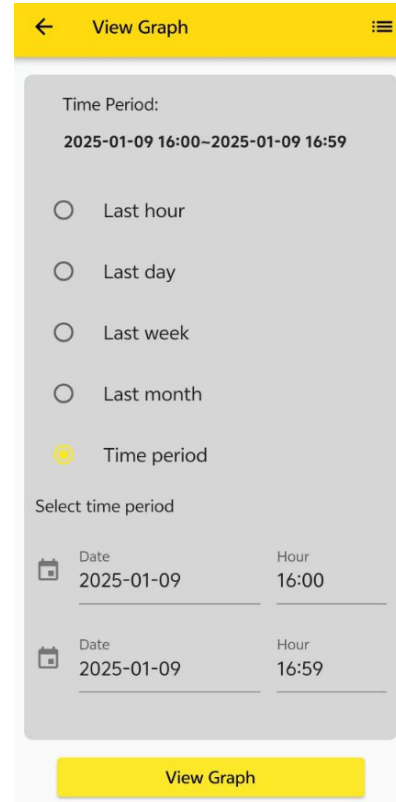 View Graph
Time Period:
2025-01-09 16:00~2025-01-09 16:59
Last hour
Last day
Last week
Last month
Time period
Select time period
Date Hour
2025-01-09 16:00
Date Hour
2025-01-09 16:59
View Graph